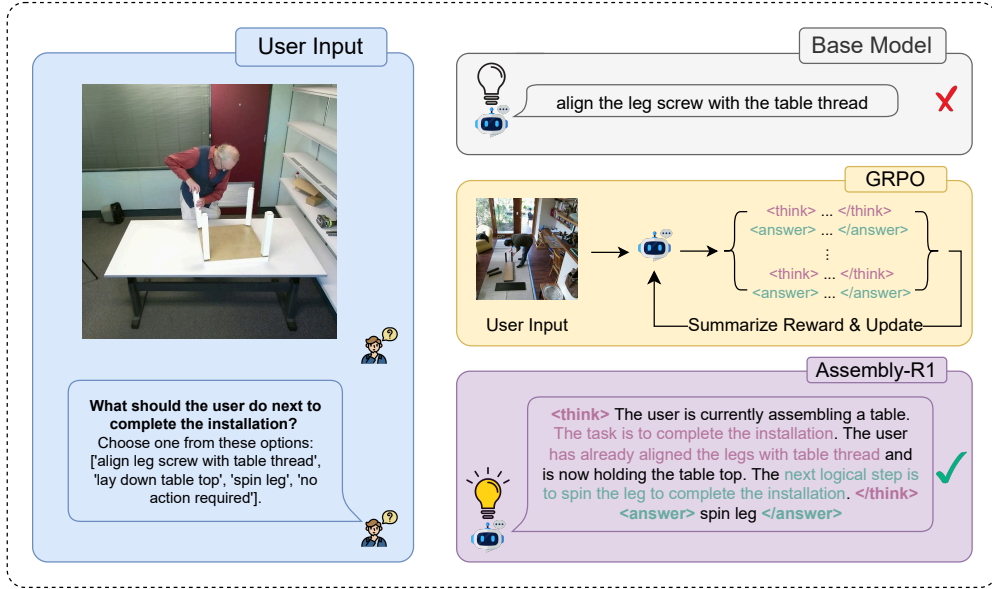 User Input
What should the user do next to
complete the installation?
Choose one from these options:
['align leg screw with table thread',
'lay down table top', 'spin leg', 'no
action required'].
Base Model
align the leg screw with the table thread
GRPO
User Input
<think> ... </think>
<answer> ... </answer>
⋮
<think> ... </think>
<answer> ... </answer>
Summarize Reward & Update
Assembly-R1
<think> The user is currently assembling a table.
The task is to complete the installation. The user
has already aligned the legs with table thread and
is now holding the table top. The next logical step is
to spin the leg to complete the installation. </think>
<answer> spin leg </answer>